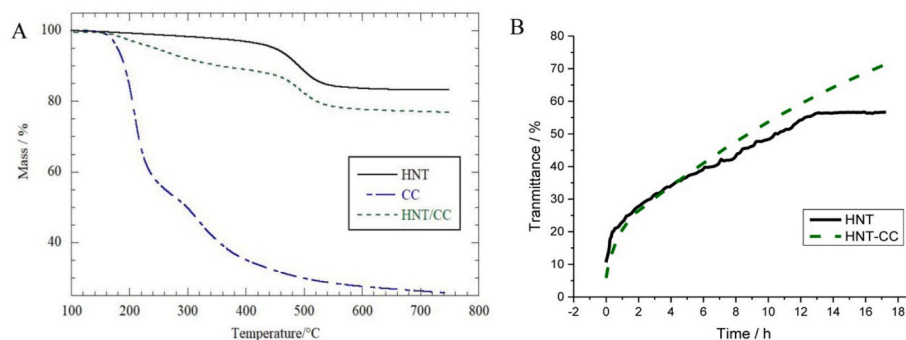 A
100
80
60
40
Mass / %
HNT
CC
HNT/CC
100 200 300 400 500 600 700 800
Temperature/°C
B
80
70
60
50
40
30
20
10
0
Tranmittance / %
HNT
HNT-CC
-2 0 2 4 6 8 10 12 14 16 18
Time / h